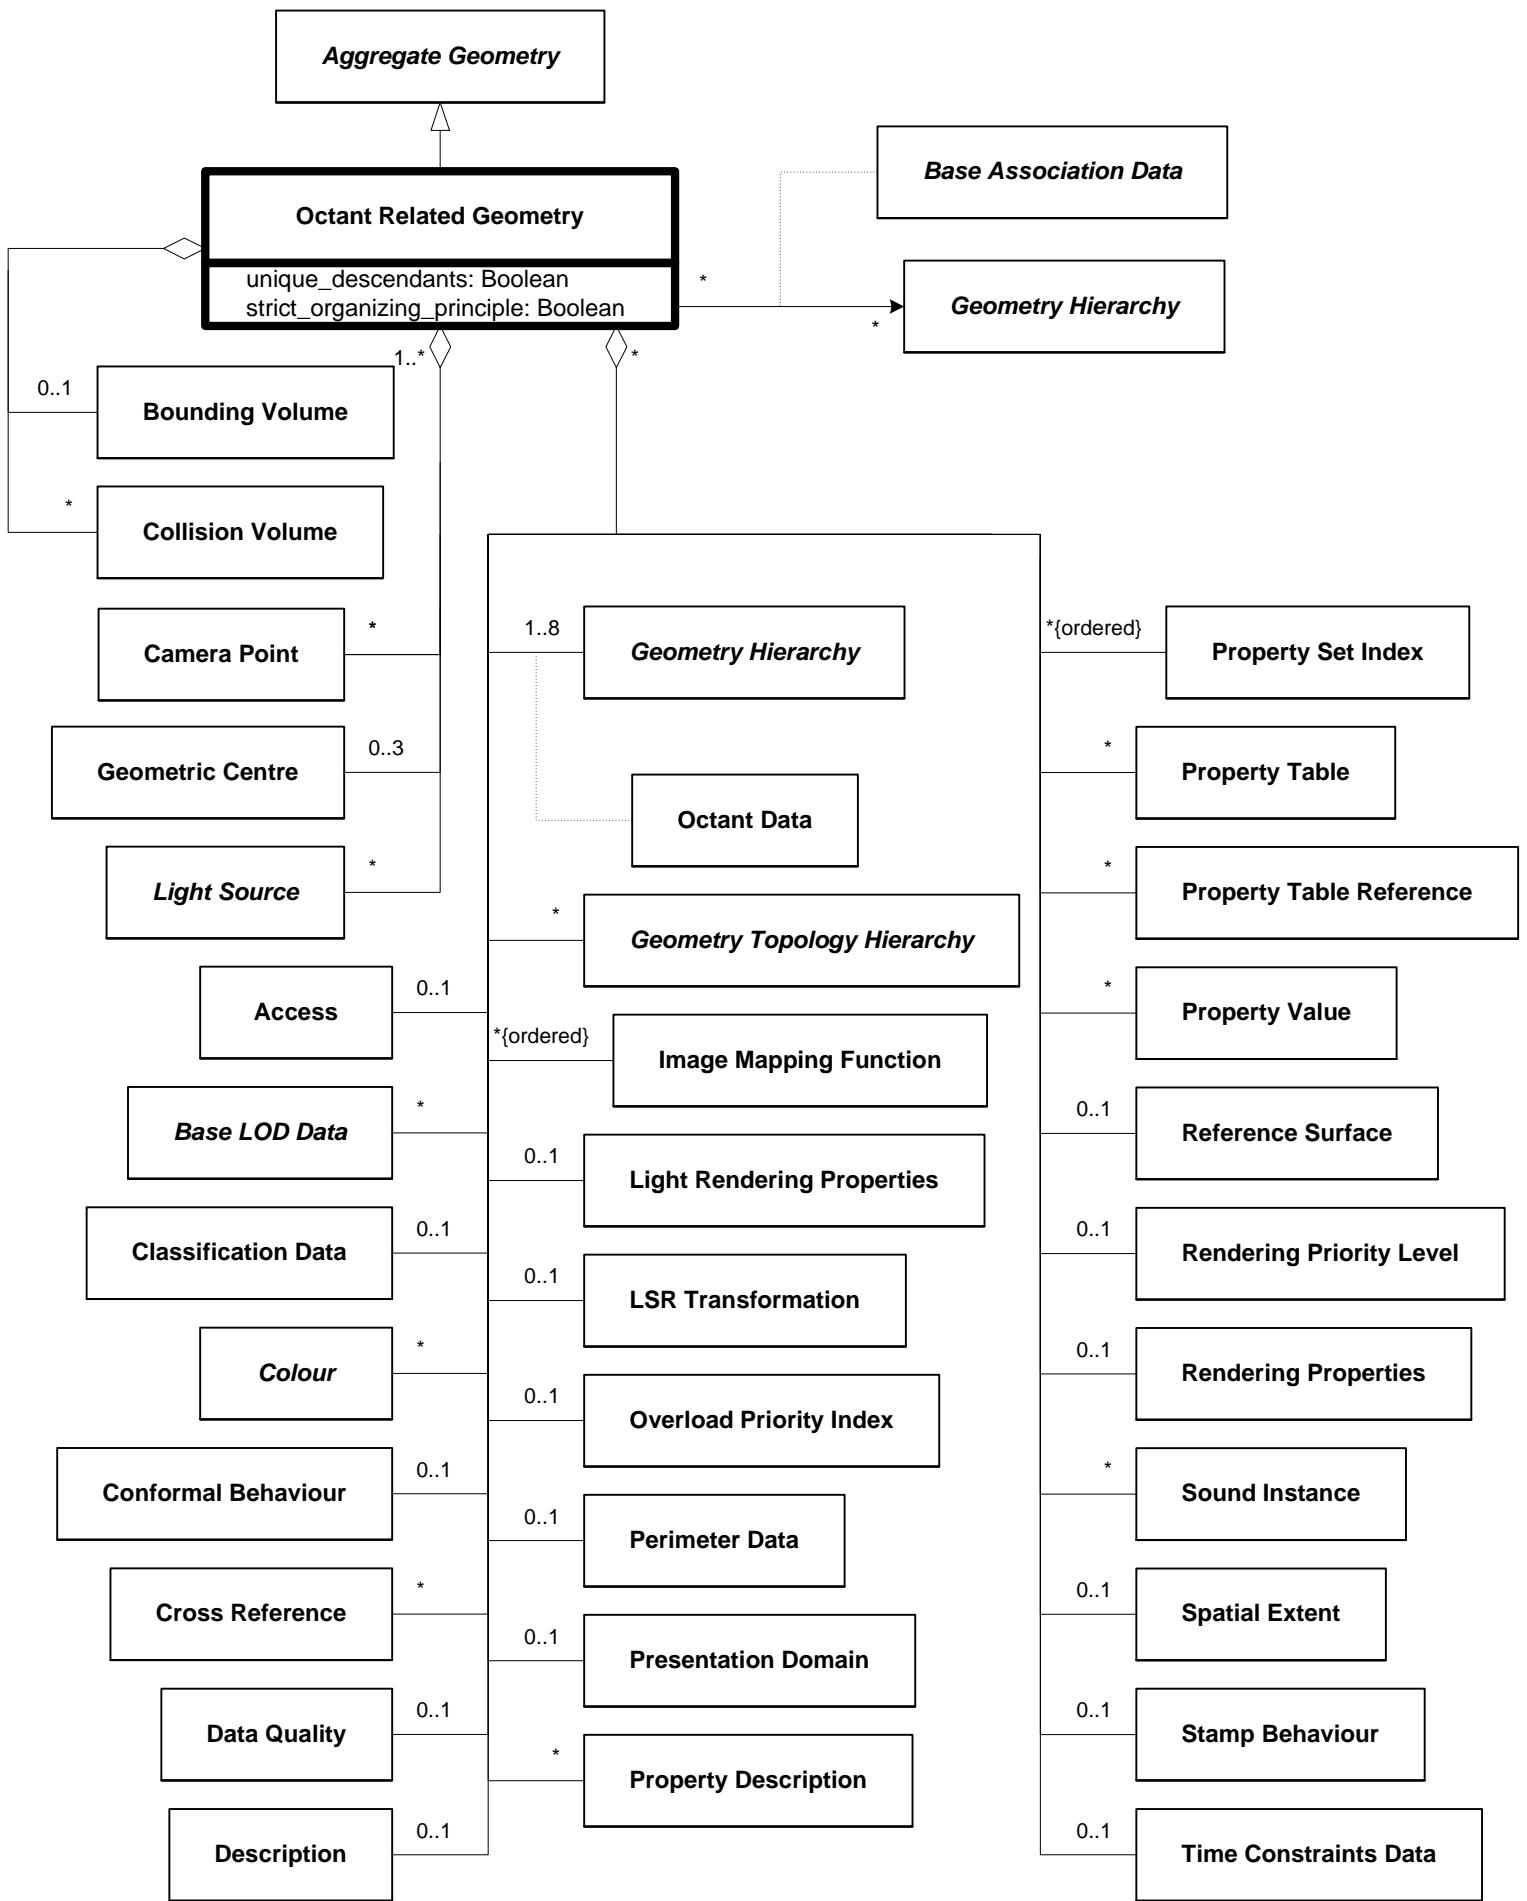 Aggregate Geometry
Base Association Data
Octant Related Geometry
unique_descendants: Boolean
strict_organizing_principle: Boolean
*
*
Geometry Hierarchy
1..*
*
0..1
Bounding Volume
*
Collision Volume
*
Camera Point
0..3
Geometric Centre
*
Light Source
0..1
Access
*
Base LOD Data
0..1
Classification Data
*
Colour
0..1
Conformal Behaviour
*
Cross Reference
0..1
Data Quality
0..1
Description
1..8
Geometry Hierarchy
Octant Data
*
Geometry Topology Hierarchy
*{ordered}
Image Mapping Function
0..1
Light Rendering Properties
0..1
LSR Transformation
0..1
Overload Priority Index
0..1
Perimeter Data
0..1
Presentation Domain
*
Property Description
*{ordered}
Property Set Index
*
Property Table
*
Property Table Reference
*
Property Value
0..1
Reference Surface
0..1
Rendering Priority Level
0..1
Rendering Properties
*
Sound Instance
0..1
Spatial Extent
0..1
Stamp Behaviour
0..1
Time Constraints Data